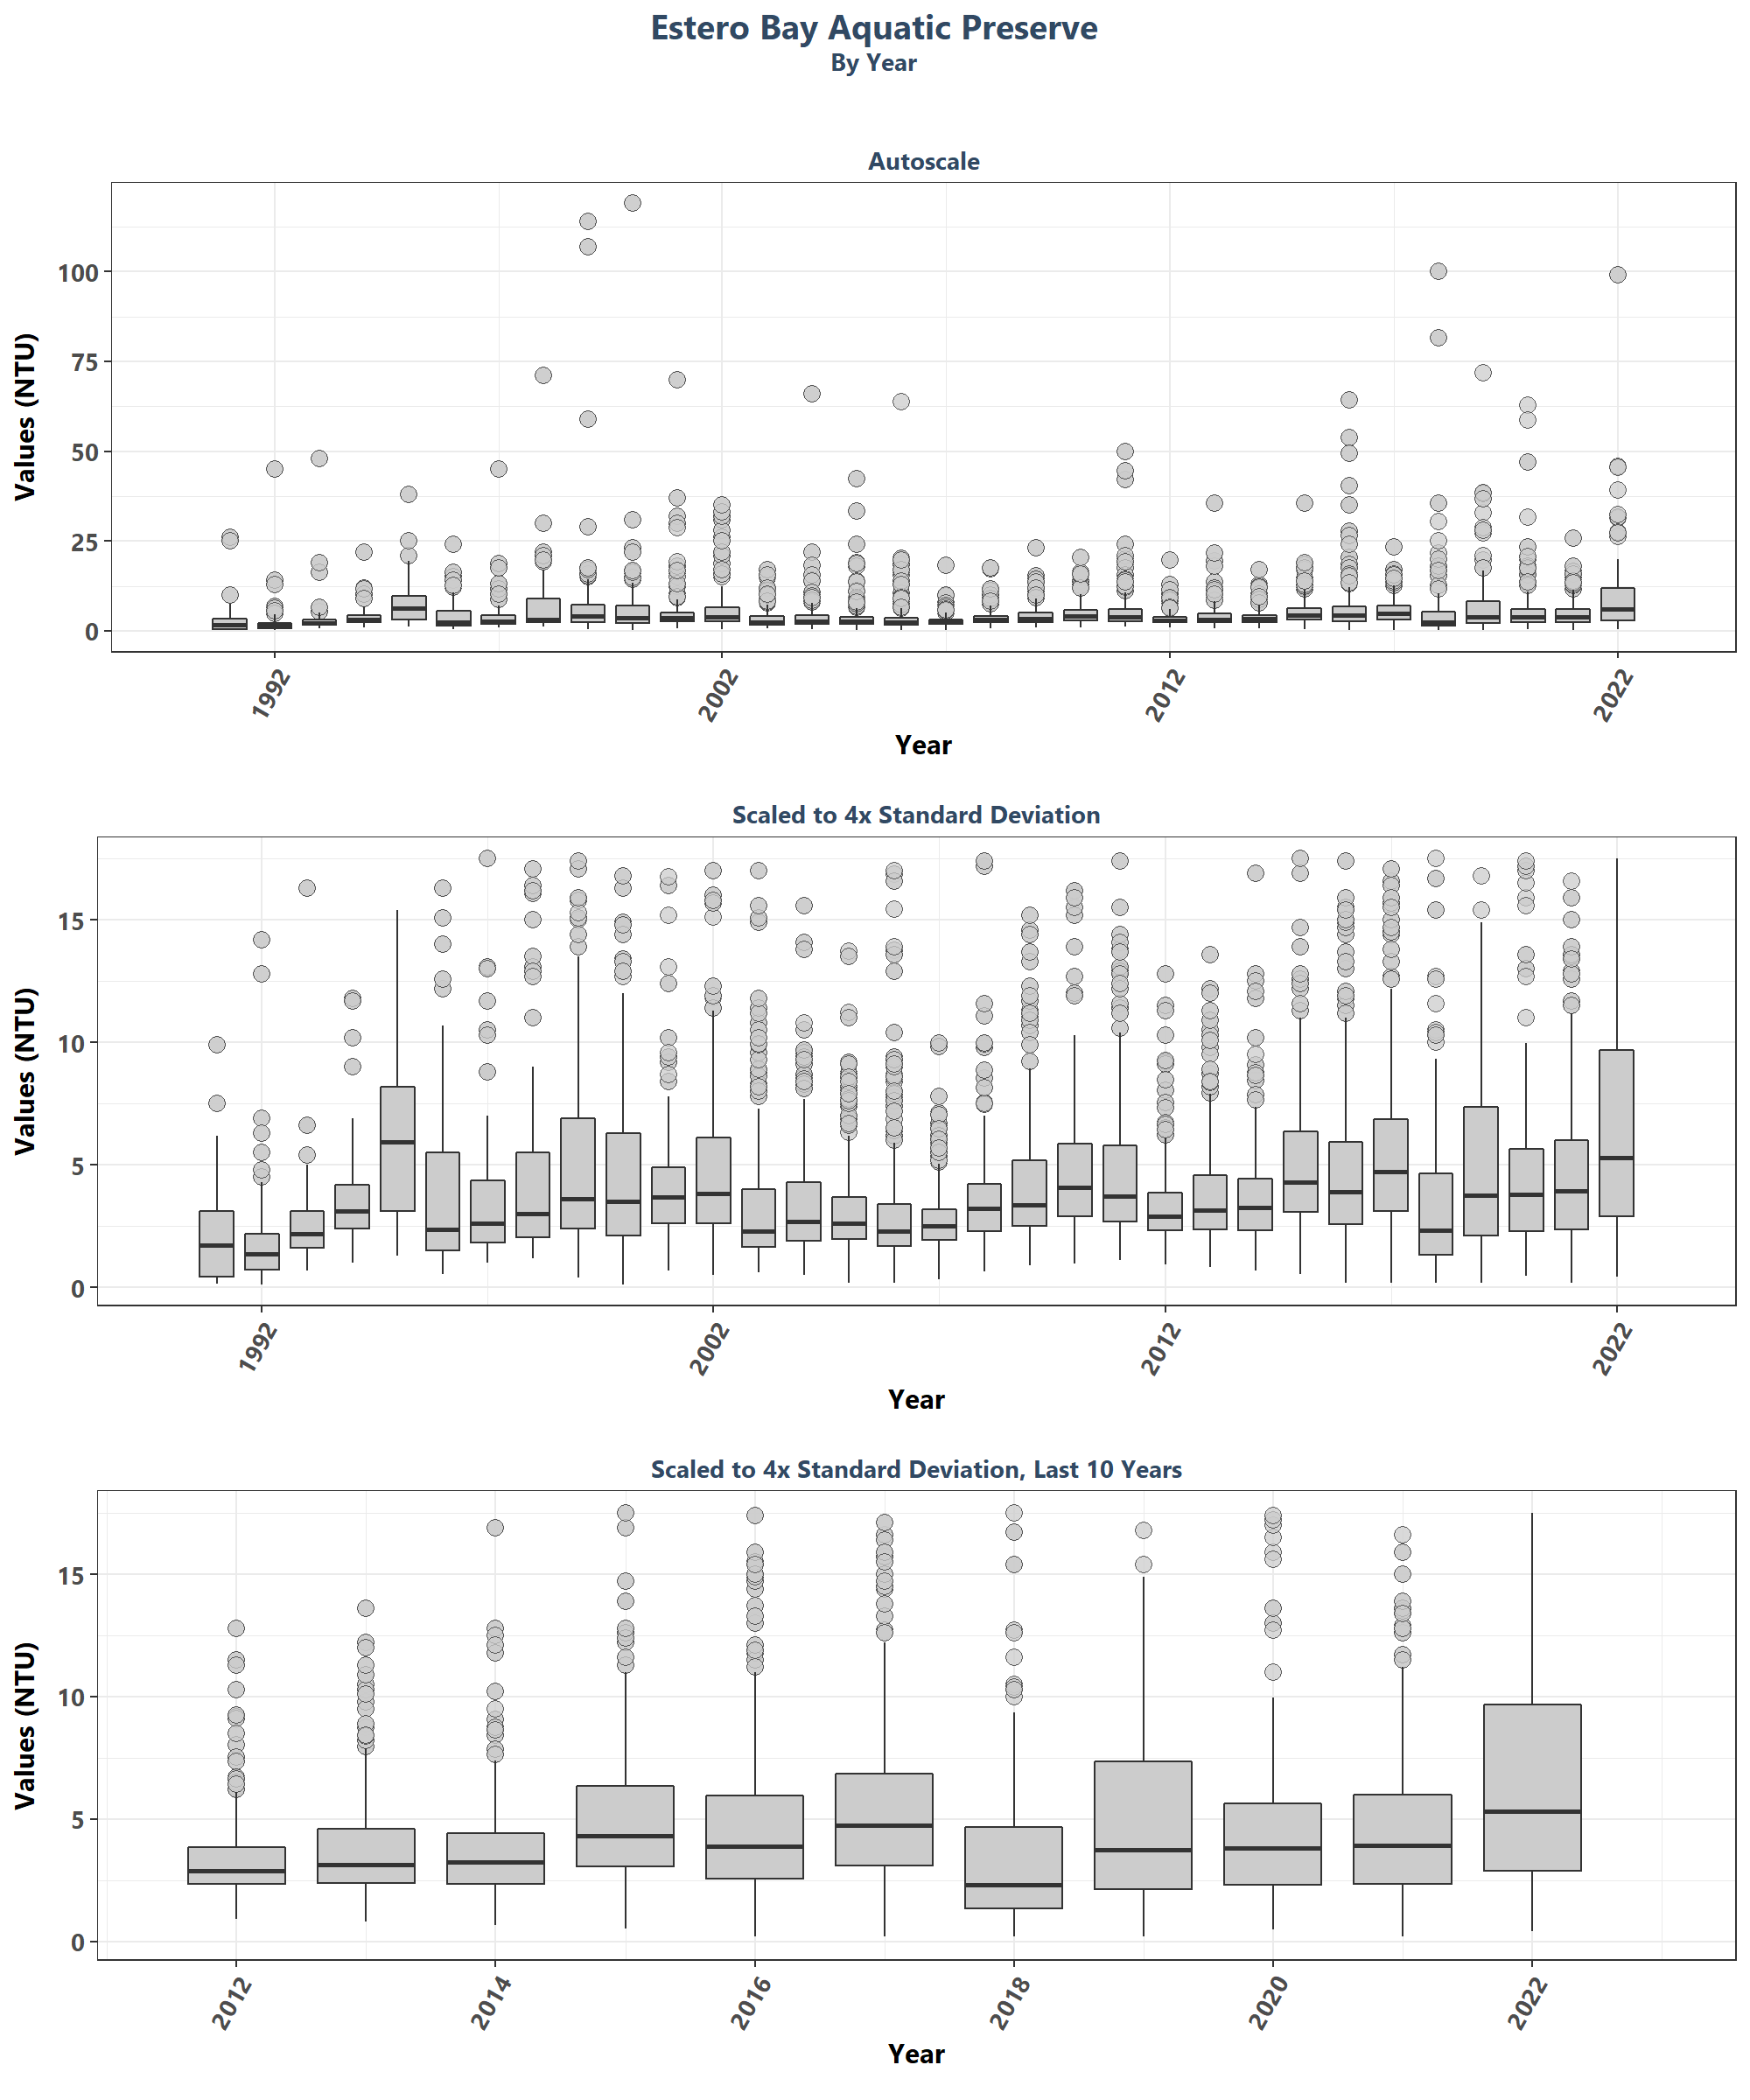 Estero Bay Aquatic Preserve
By Year
Autoscale
Values (NTU)
100
75
50
25
0
1992
2002
2012
2022
Year
Scaled to 4x Standard Deviation
Values (NTU)
15
10
5
0
1992
2002
2012
2022
Year
Scaled to 4x Standard Deviation, Last 10 Years
Values (NTU)
15
10
5
0
2012
2014
2016
2018
2020
2022
Year